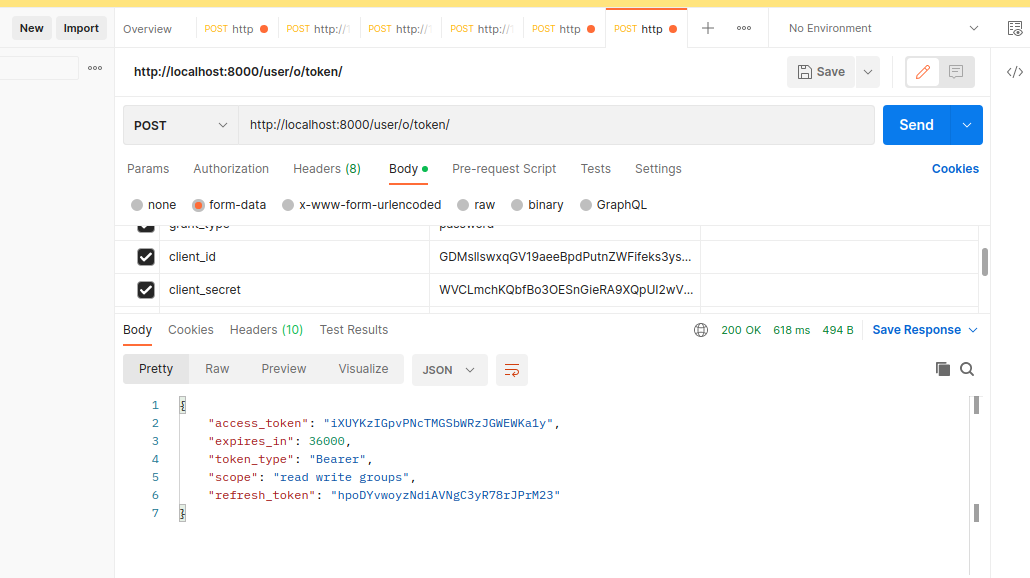 New Import Overview POST http POST http:// POST http:// POST http:// POST http POST http No Environment
http://localhost:8000/user/o/token/ Save
POST http://localhost:8000/user/o/token/ Send
Params Authorization Headers (8) Body Pre-request Script Tests Settings Cookies
none form-data x-www-form-urlencoded raw binary GraphQL
grant_type password
client_id GDMsllswxqGV19aeeBpdPutnZWFifeks3ys...
client_secret WVCLmchKQbfBo3OESnGieRA9XQpUI2wV...
Body Cookies Headers (10) Test Results 200 OK 618 ms 494 B Save Response
Pretty Raw Preview Visualize JSON
1 {
2 "access_token": "iXUYKzIGpvPNcTMGSbWRzJGWEWKa1y",
3 "expires_in": 36000,
4 "token_type": "Bearer",
5 "scope": "read write groups",
6 "refresh_token": "hpoDYvwoyzNdiAVNgC3yR78rJPrM23"
7 }